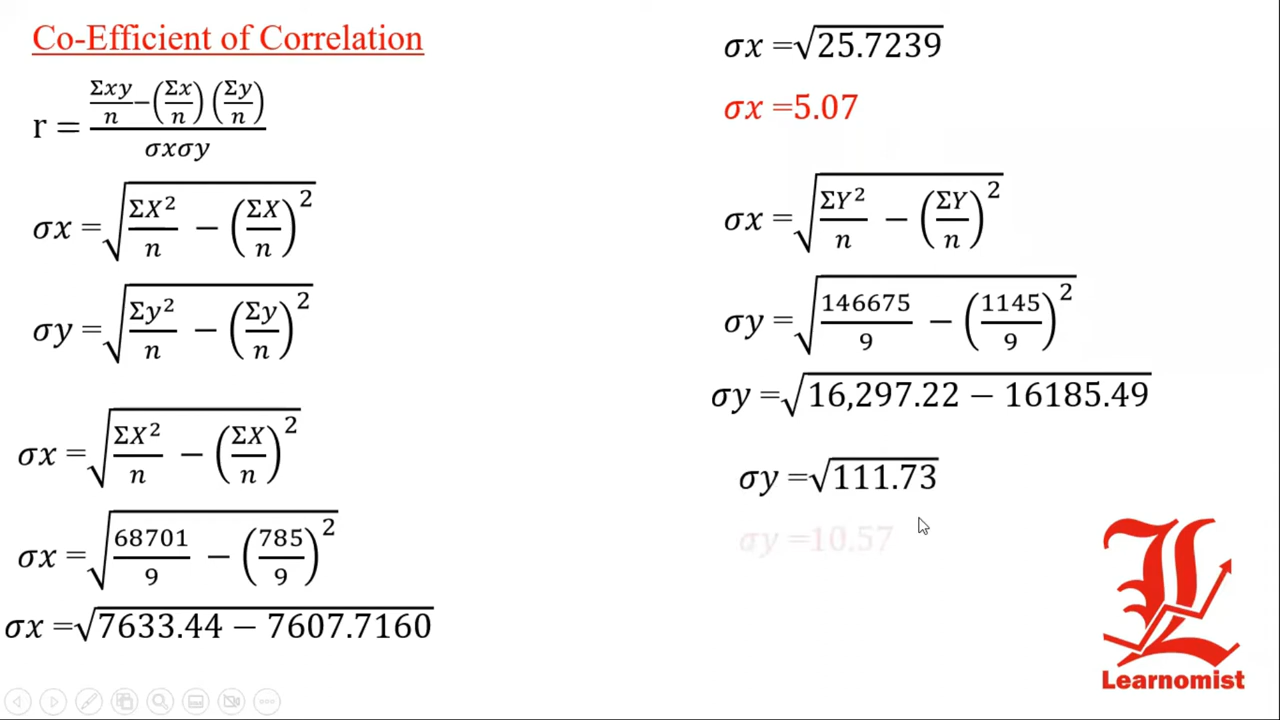 Co-Efficient of Correlation
r = (Σxy/n − (Σx/n) (Σy/n)) / σxσy
σx = √(ΣX²/n − (ΣX/n)²)
σy = √(Σy²/n − (Σy/n)²)
σx = √(ΣX²/n − (ΣX/n)²)
σx = √(68701/9 − (785/9)²)
σx =√7633.44 − 7607.7160
σx =√25.7239
σx =5.07
σx = √(ΣY²/n − (ΣY/n)²)
σy = √(146675/9 − (1145/9)²)
σy =√16,297.22 − 16185.49
σy =√111.73
σy =10.57
Learnomist